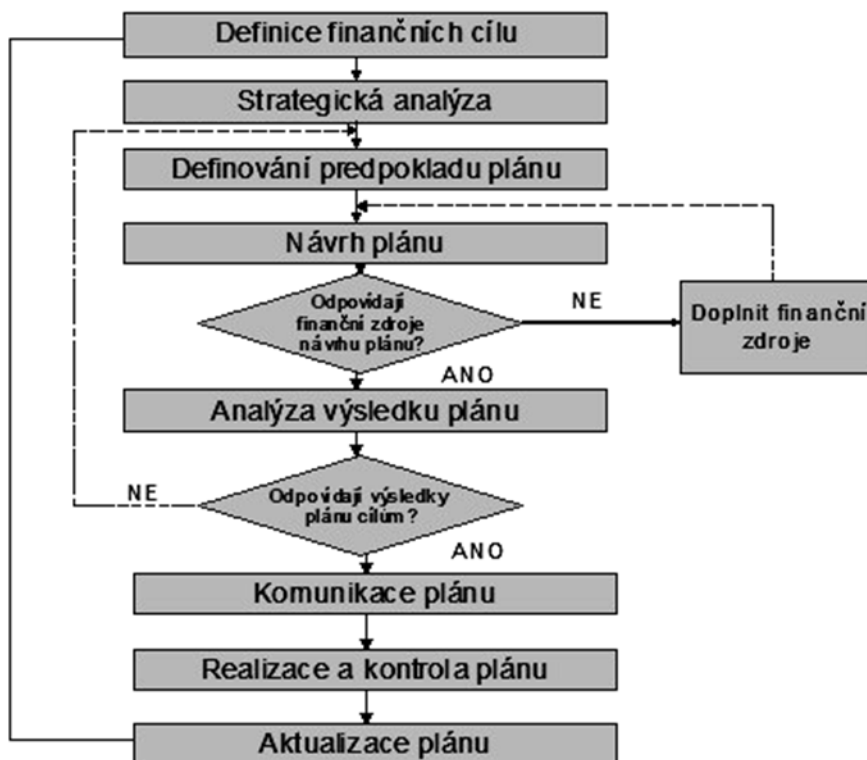 Definice finančních cílu
Strategická analýza
Definování predpokladu plánu
Návrh plánu
Odpovídají
finanční zdroje
návrhu plánu?
NE
Doplnit finanční
zdroje
ANO
Analýza výsledku plánu
Odpovídají výsledky
plánu cílům?
NE
ANO
Komunikace plánu
Realizace a kontrola plánu
Aktualizace plánu